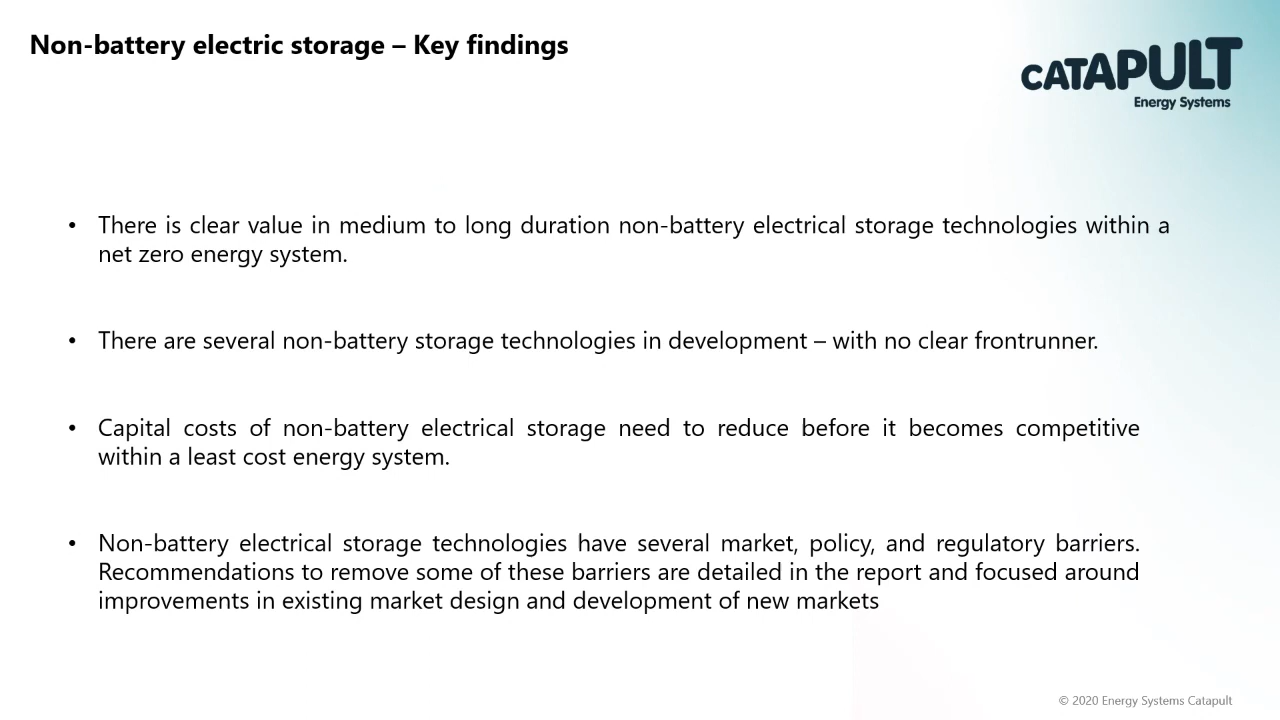 Non-battery electric storage – Key findings
CATAPULT
Energy Systems
• There is clear value in medium to long duration non-battery electrical storage technologies within a
net zero energy system.
• There are several non-battery storage technologies in development – with no clear frontrunner.
• Capital costs of non-battery electrical storage need to reduce before it becomes competitive
within a least cost energy system.
• Non-battery electrical storage technologies have several market, policy, and regulatory barriers.
Recommendations to remove some of these barriers are detailed in the report and focused around
improvements in existing market design and development of new markets
© 2020 Energy Systems Catapult